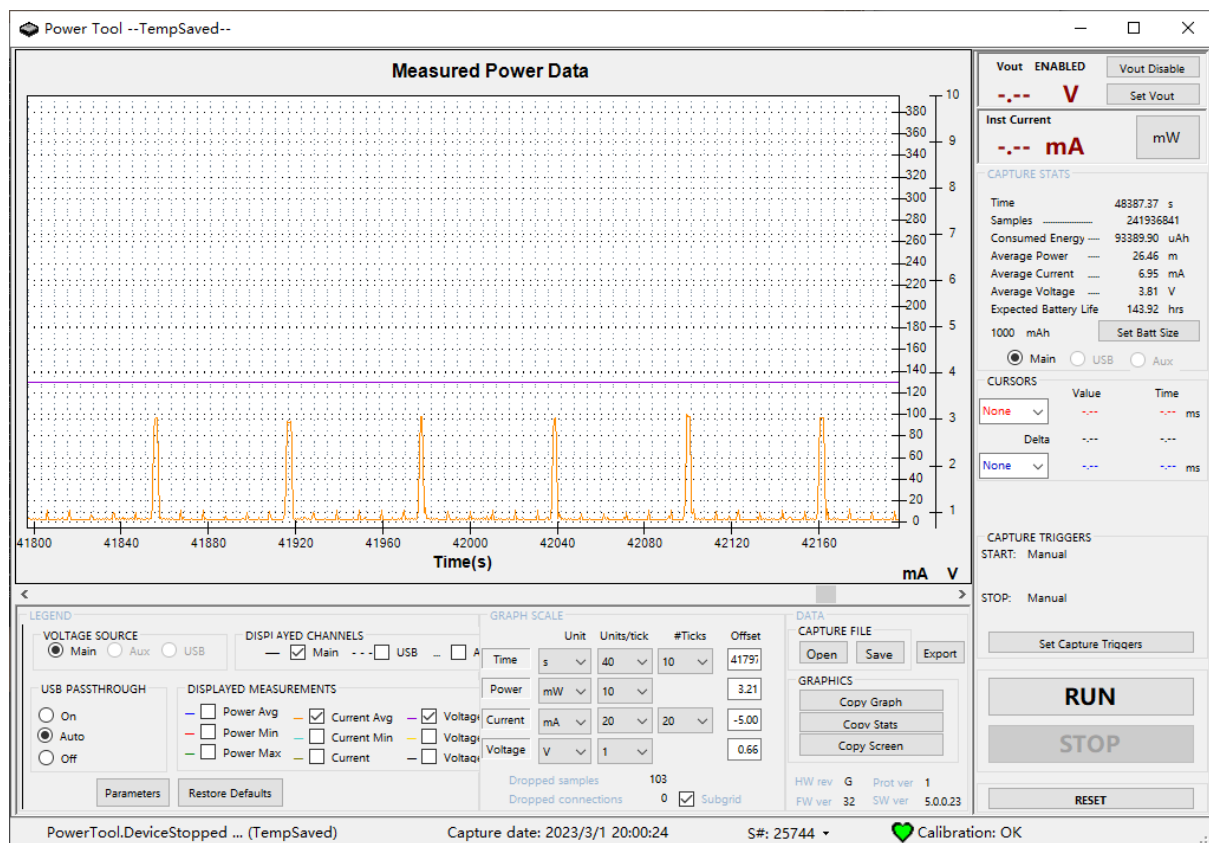 Power Tool --TempSaved--
Measured Power Data
380
360
340
320
300
280
260
240
220
200
180
160
140
120
100
80
60
40
20
0
10
9
8
7
6
5
4
3
2
1
41800 41840 41880 41920 41960 42000 42040 42080 42120 42160
Time(s)
mA V
Vout ENABLED
Vout Disable
-.-- V
Set Vout
Inst Current
-.-- mA
mW
CAPTURE STATS
Time 48387.37 s
Samples 241936841
Consumed Energy 93389.90 uAh
Average Power 26.46 m
Average Current 6.95 mA
Average Voltage 3.81 V
Expected Battery Life 143.92 hrs
1000 mAh Set Batt Size
Main USB Aux
CURSORS
Value Time
None -.-- -.-- ms
Delta -.-- -.--
None -.-- -.-- ms
CAPTURE TRIGGERS
START: Manual
STOP: Manual
Set Capture Triggers
RUN
STOP
RESET
LEGEND
VOLTAGE SOURCE
Main Aux USB
DISPLAYED CHANNELS
Main USB A
USB PASSTHROUGH
On
Auto
Off
DISPLAYED MEASUREMENTS
Power Avg Current Avg Voltage
Power Min Current Min Voltage
Power Max Current Voltage
Parameters Restore Defaults
GRAPH SCALE
Unit Units/tick #Ticks Offset
Time s 40 10 41797
Power mW 10 3.21
Current mA 20 20 -5.00
Voltage V 1 0.66
Dropped samples 103
Dropped connections 0 Subgrid
DATA
CAPTURE FILE
Open Save Export
GRAPHICS
Copy Graph
Copy Stats
Copy Screen
HW rev G Prot ver 1
FW ver 32 SW ver 5.0.0.23
PowerTool.DeviceStopped ... (TempSaved) Capture date: 2023/3/1 20:00:24 S#: 25744 Calibration: OK